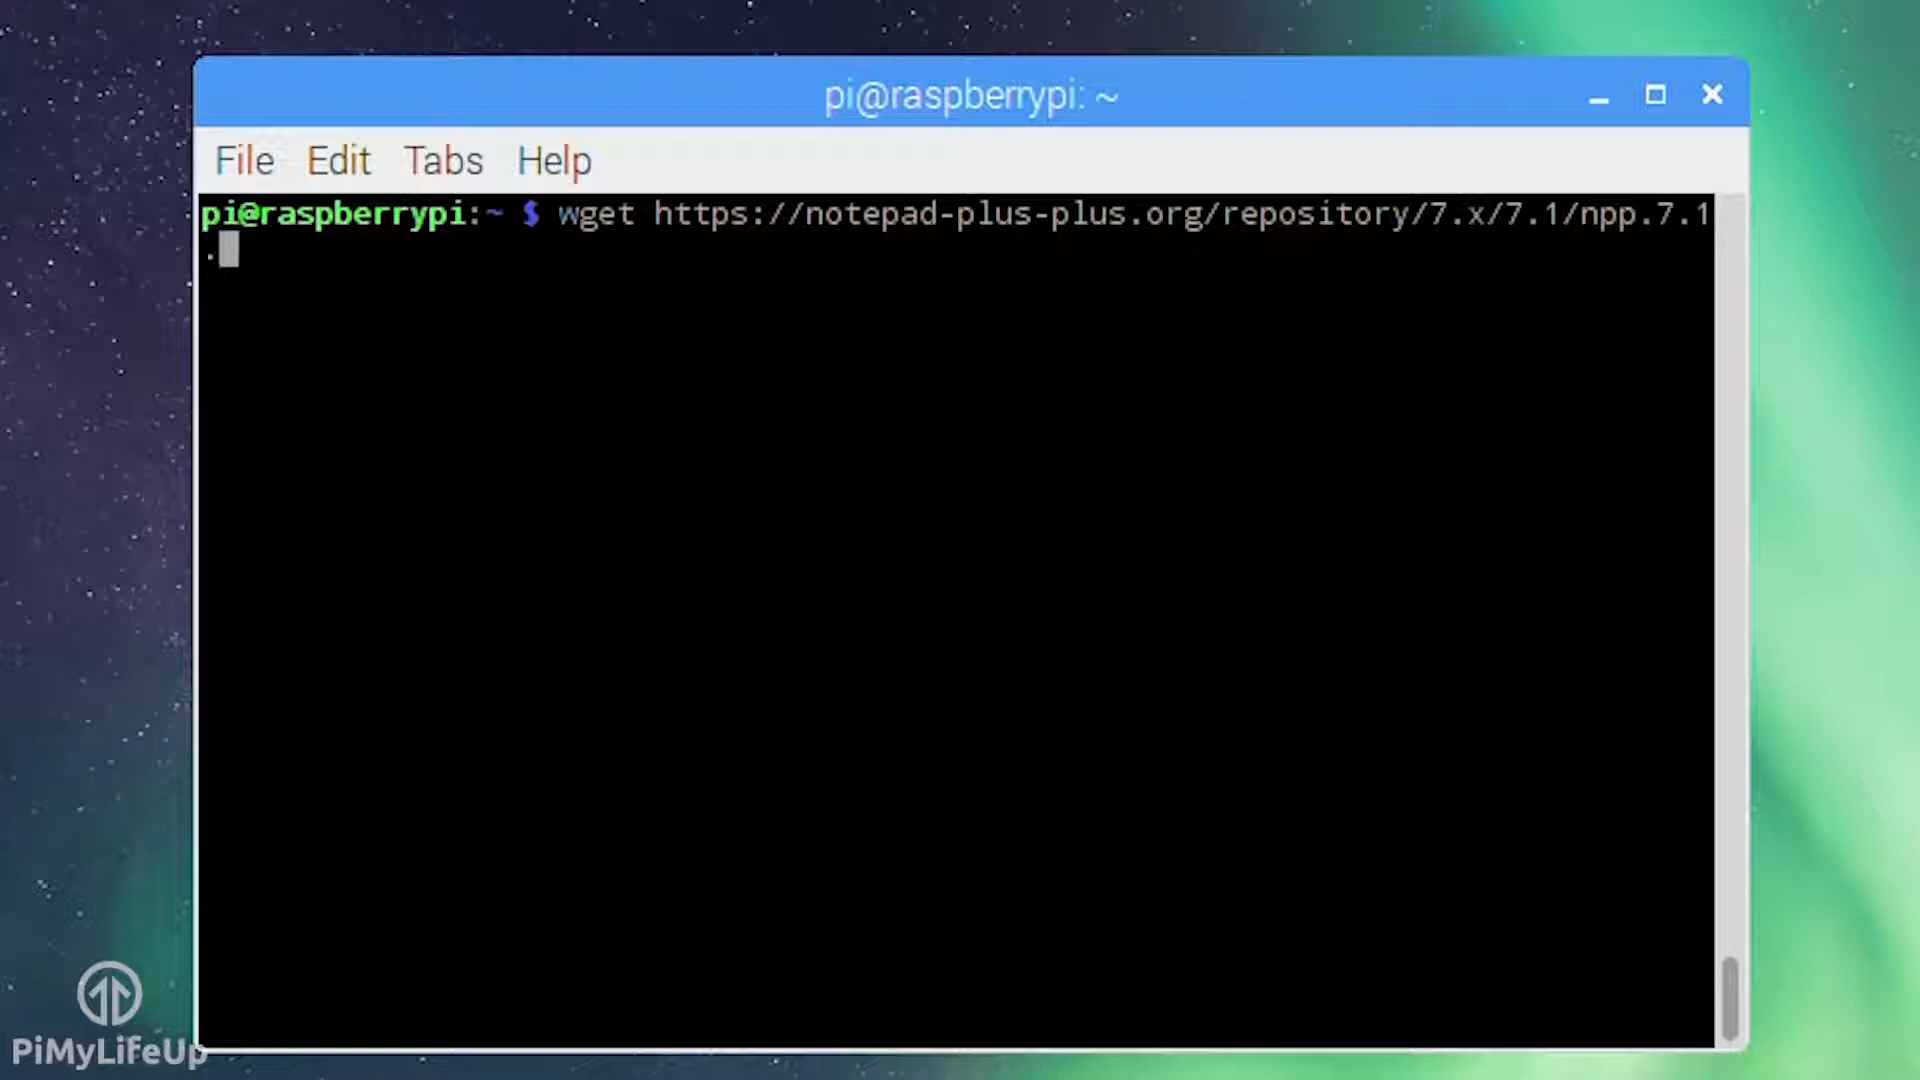 pi@raspberrypi: ~
File Edit Tabs Help
pi@raspberrypi:~ $ wget https://notepad-plus-plus.org/repository/7.x/7.1/npp.7.1
.
PiMyLifeUp